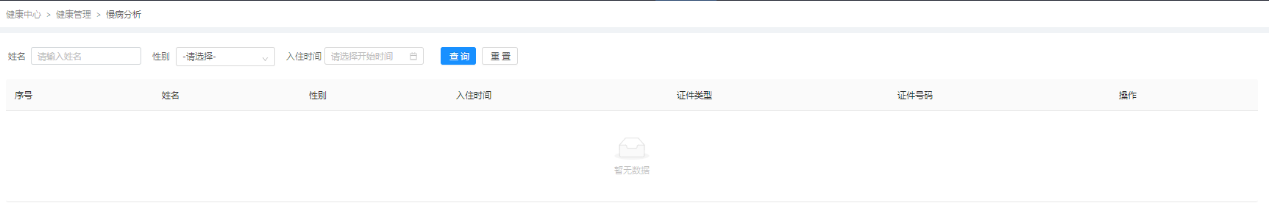 健康中心 > 健康管理 > 慢病分析
姓名 请输入姓名 性别 -请选择- 入住时间 请选择开始时间 查 询 重 置
序号 姓名 性别 入住时间 证件类型 证件号码 操作
暂无数据